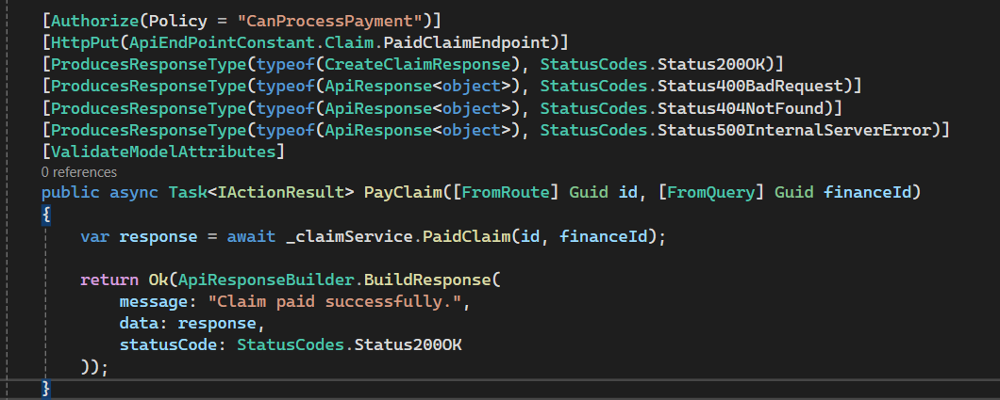 [Authorize(Policy = "CanProcessPayment")]
[HttpPut(ApiEndPointConstant.Claim.PaidClaimEndpoint)]
[ProducesResponseType(typeof(CreateClaimResponse), StatusCodes.Status200OK)]
[ProducesResponseType(typeof(ApiResponse<object>), StatusCodes.Status400BadRequest)]
[ProducesResponseType(typeof(ApiResponse<object>), StatusCodes.Status404NotFound)]
[ProducesResponseType(typeof(ApiResponse<object>), StatusCodes.Status500InternalServerError)]
[ValidateModelAttributes]
0 references
public async Task<IActionResult> PayClaim([FromRoute] Guid id, [FromQuery] Guid financeId)
{
    var response = await _claimService.PaidClaim(id, financeId);

    return Ok(ApiResponseBuilder.BuildResponse(
        message: "Claim paid successfully.",
        data: response,
        statusCode: StatusCodes.Status200OK
    ));
}